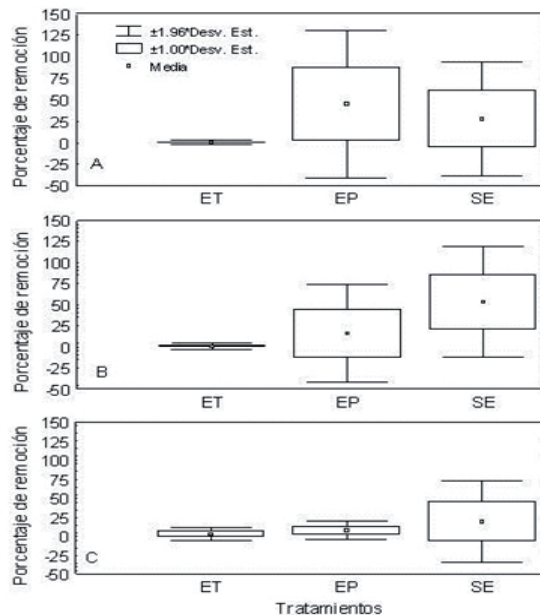 Porcentaje de remoción
150
125
100
75
50
25
0
-25
-50
±1.96*Desv. Est.
±1.00*Desv. Est.
Media
A
ET EP SE
Porcentaje de remoción
150
100
75
50
25
0
-25
-50
B
ET EP SE
Porcentaje de remoción
150
125
100
75
50
25
0
-25
-50
C
ET EP SE
Tratamientos